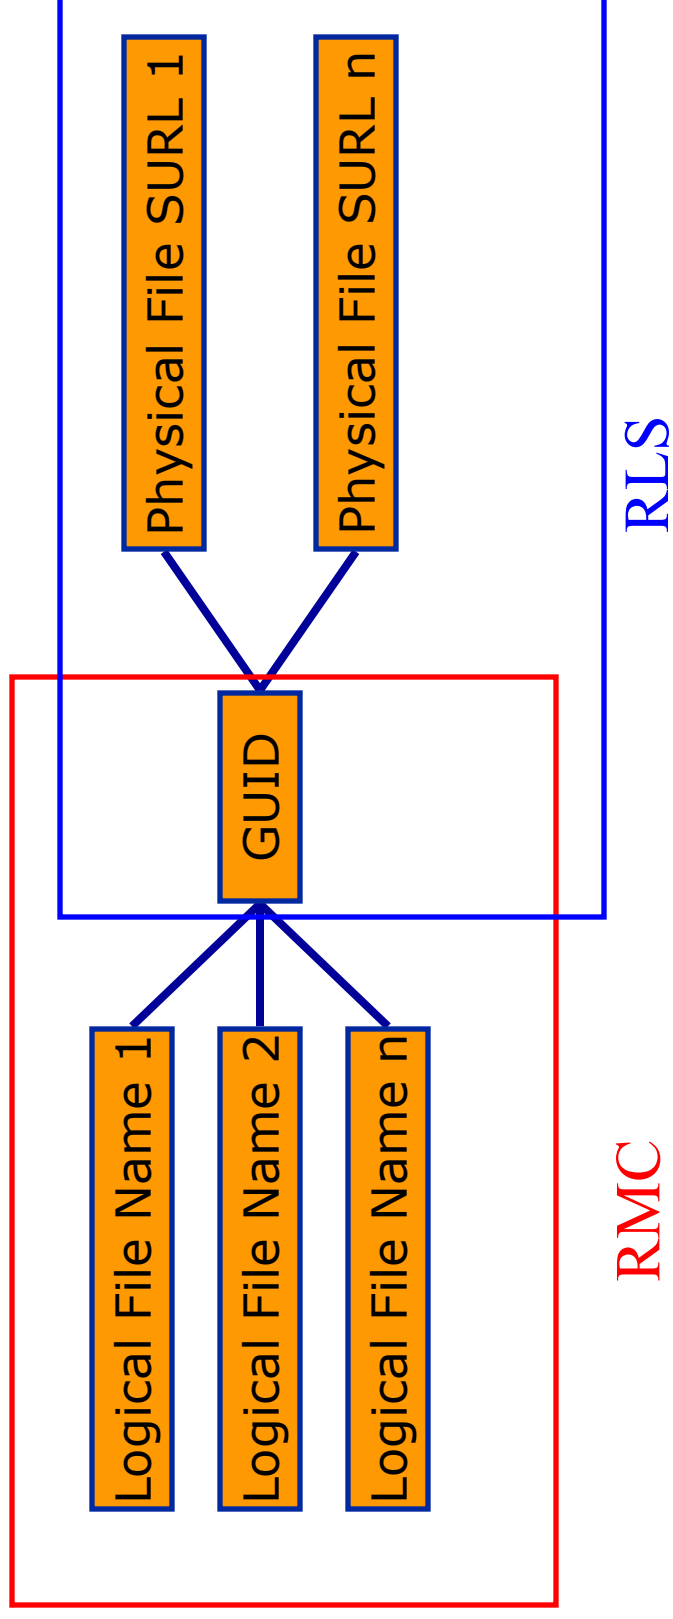 Logical File Name 1
Logical File Name 2
Logical File Name n
GUID
Physical File SURL 1
Physical File SURL n
RMC
RLS